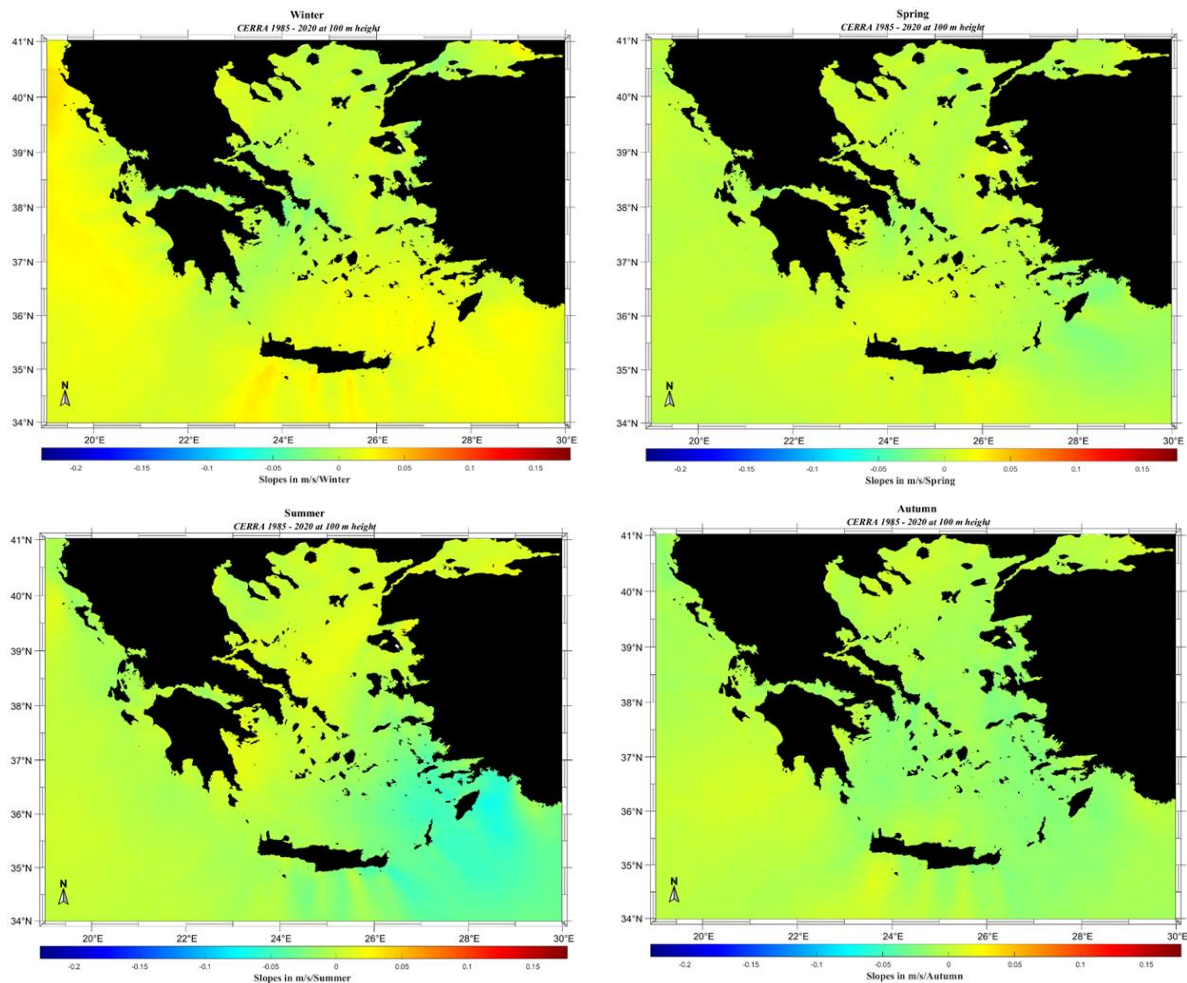 Winter
CERRA 1985 - 2020 at 100 m height
41°N
40°N
39°N
38°N
37°N
36°N
35°N
34°N
N
20°E 22°E 24°E 26°E 28°E 30°E
-0.2 -0.15 -0.1 -0.05 0 0.05 0.1 0.15
Slopes in m/s/Winter
Spring
CERRA 1985 - 2020 at 100 m height
41°N
40°N
39°N
38°N
37°N
36°N
35°N
34°N
N
20°E 22°E 24°E 26°E 28°E 30°E
-0.2 -0.15 -0.1 -0.05 0 0.05 0.1 0.15
Slopes in m/s/Spring
Summer
CERRA 1985 - 2020 at 100 m height
41°N
40°N
39°N
38°N
37°N
36°N
35°N
34°N
N
20°E 22°E 24°E 26°E 28°E 30°E
-0.2 -0.15 -0.1 -0.05 0 0.05 0.1 0.15
Slopes in m/s/Summer
Autumn
CERRA 1985 - 2020 at 100 m height
41°N
40°N
39°N
38°N
37°N
36°N
35°N
34°N
N
20°E 22°E 24°E 26°E 28°E 30°E
-0.2 -0.15 -0.1 -0.05 0 0.05 0.1 0.15
Slopes in m/s/Autumn